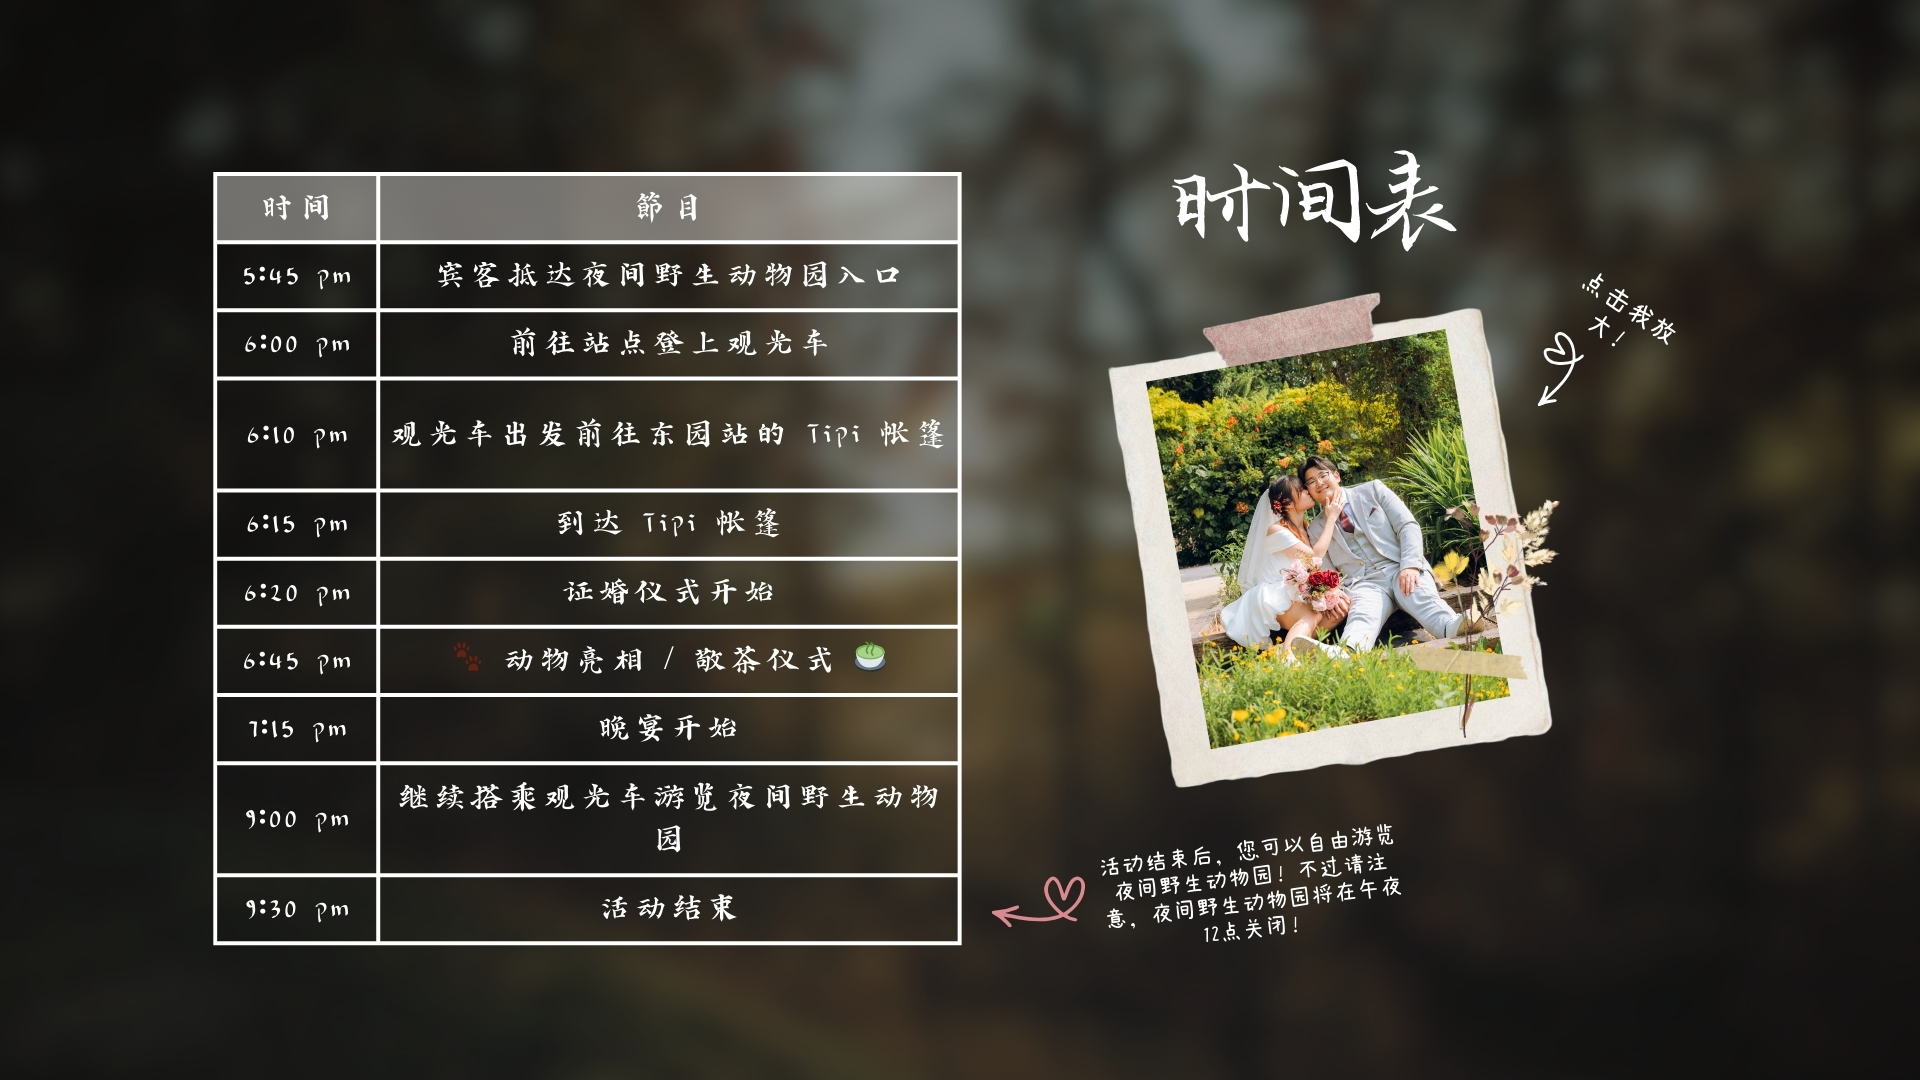 时间表
时间 節目
5:45 pm 宾客抵达夜间野生动物园入口
6:00 pm 前往站点登上观光车
6:10 pm 观光车出发前往东园站的 Tipi 帐篷
6:15 pm 到达 Tipi 帐篷
6:20 pm 证婚仪式开始
6:45 pm 🐾 动物亮相 / 敬茶仪式 🍵
7:15 pm 晚宴开始
9:00 pm 继续搭乘观光车游览夜间野生动物
园
9:30 pm 活动结束
点击我放
大!
活动结束后，您可以自由游览
夜间野生动物园！不过请注
意，夜间野生动物园将在午夜
12点关闭！